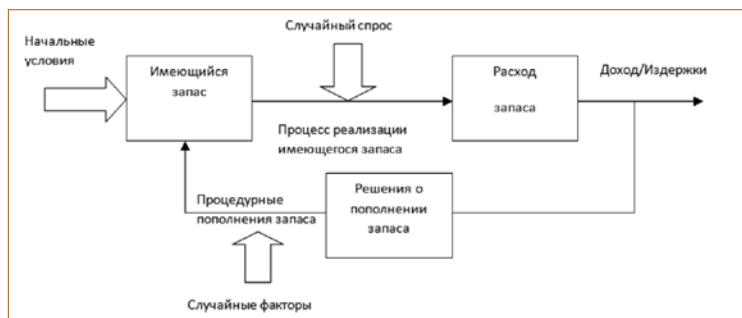 Начальные
условия
Имеющийся
запас
Случайный спрос
Процесс реализации
имеющегося запаса
Расход
запаса
Доход/Издержки
Процедурные
пополнения запаса
Решения о
пополнении
запаса
Случайные факторы